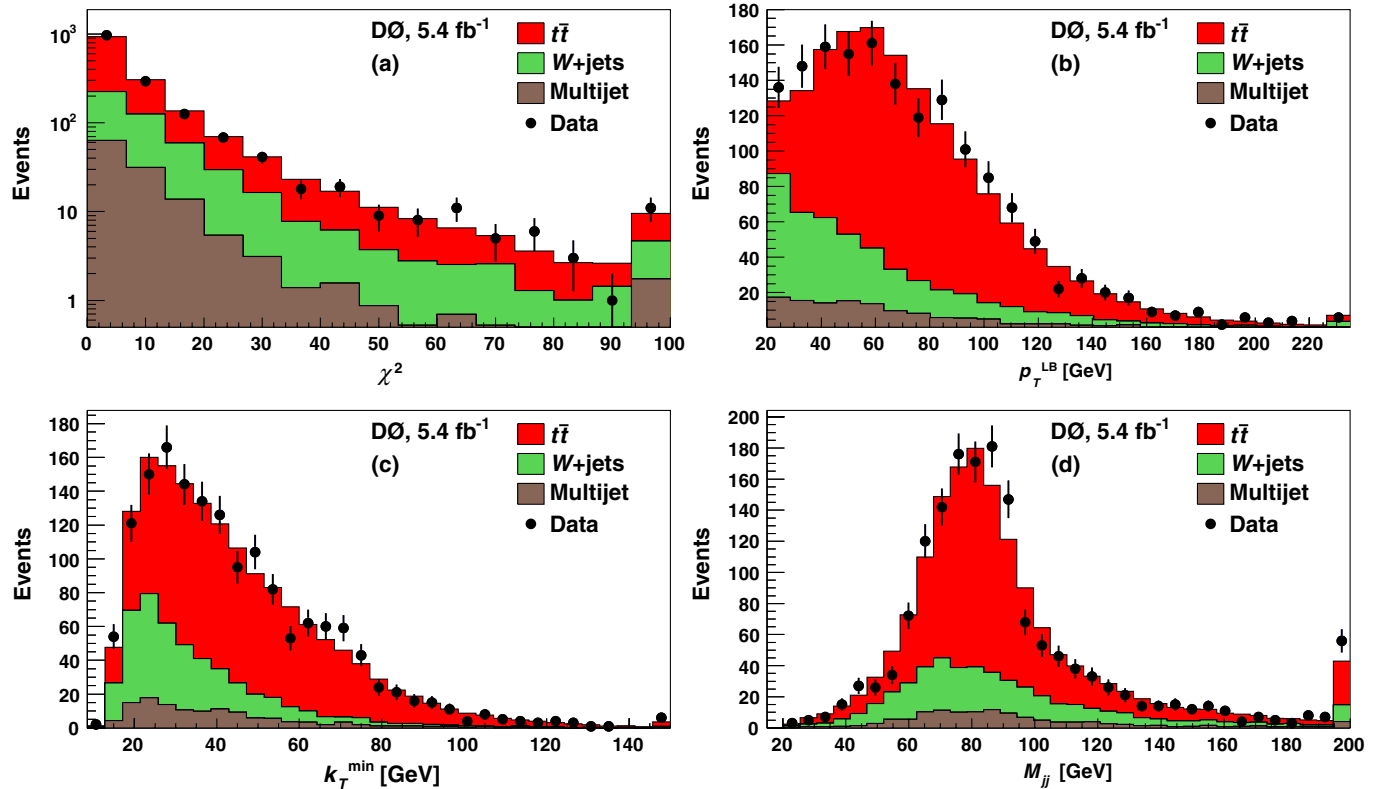 DØ, 5.4 fb⁻¹
(a)
tt̄
W+jets
Multijet
Data
Events
10³
10²
10
1
0 10 20 30 40 50 60 70 80 90 100
χ²
DØ, 5.4 fb⁻¹
(b)
tt̄
W+jets
Multijet
Data
Events
180
160
140
120
100
80
60
40
20
20 40 60 80 100 120 140 160 180 200 220
p_T^LB [GeV]
DØ, 5.4 fb⁻¹
(c)
tt̄
W+jets
Multijet
Data
Events
180
160
140
120
100
80
60
40
20
0
20 40 60 80 100 120 140
k_T^min [GeV]
DØ, 5.4 fb⁻¹
(d)
tt̄
W+jets
Multijet
Data
Events
200
180
160
140
120
100
80
60
40
20
0
20 40 60 80 100 120 140 160 180 200
M_jj [GeV]